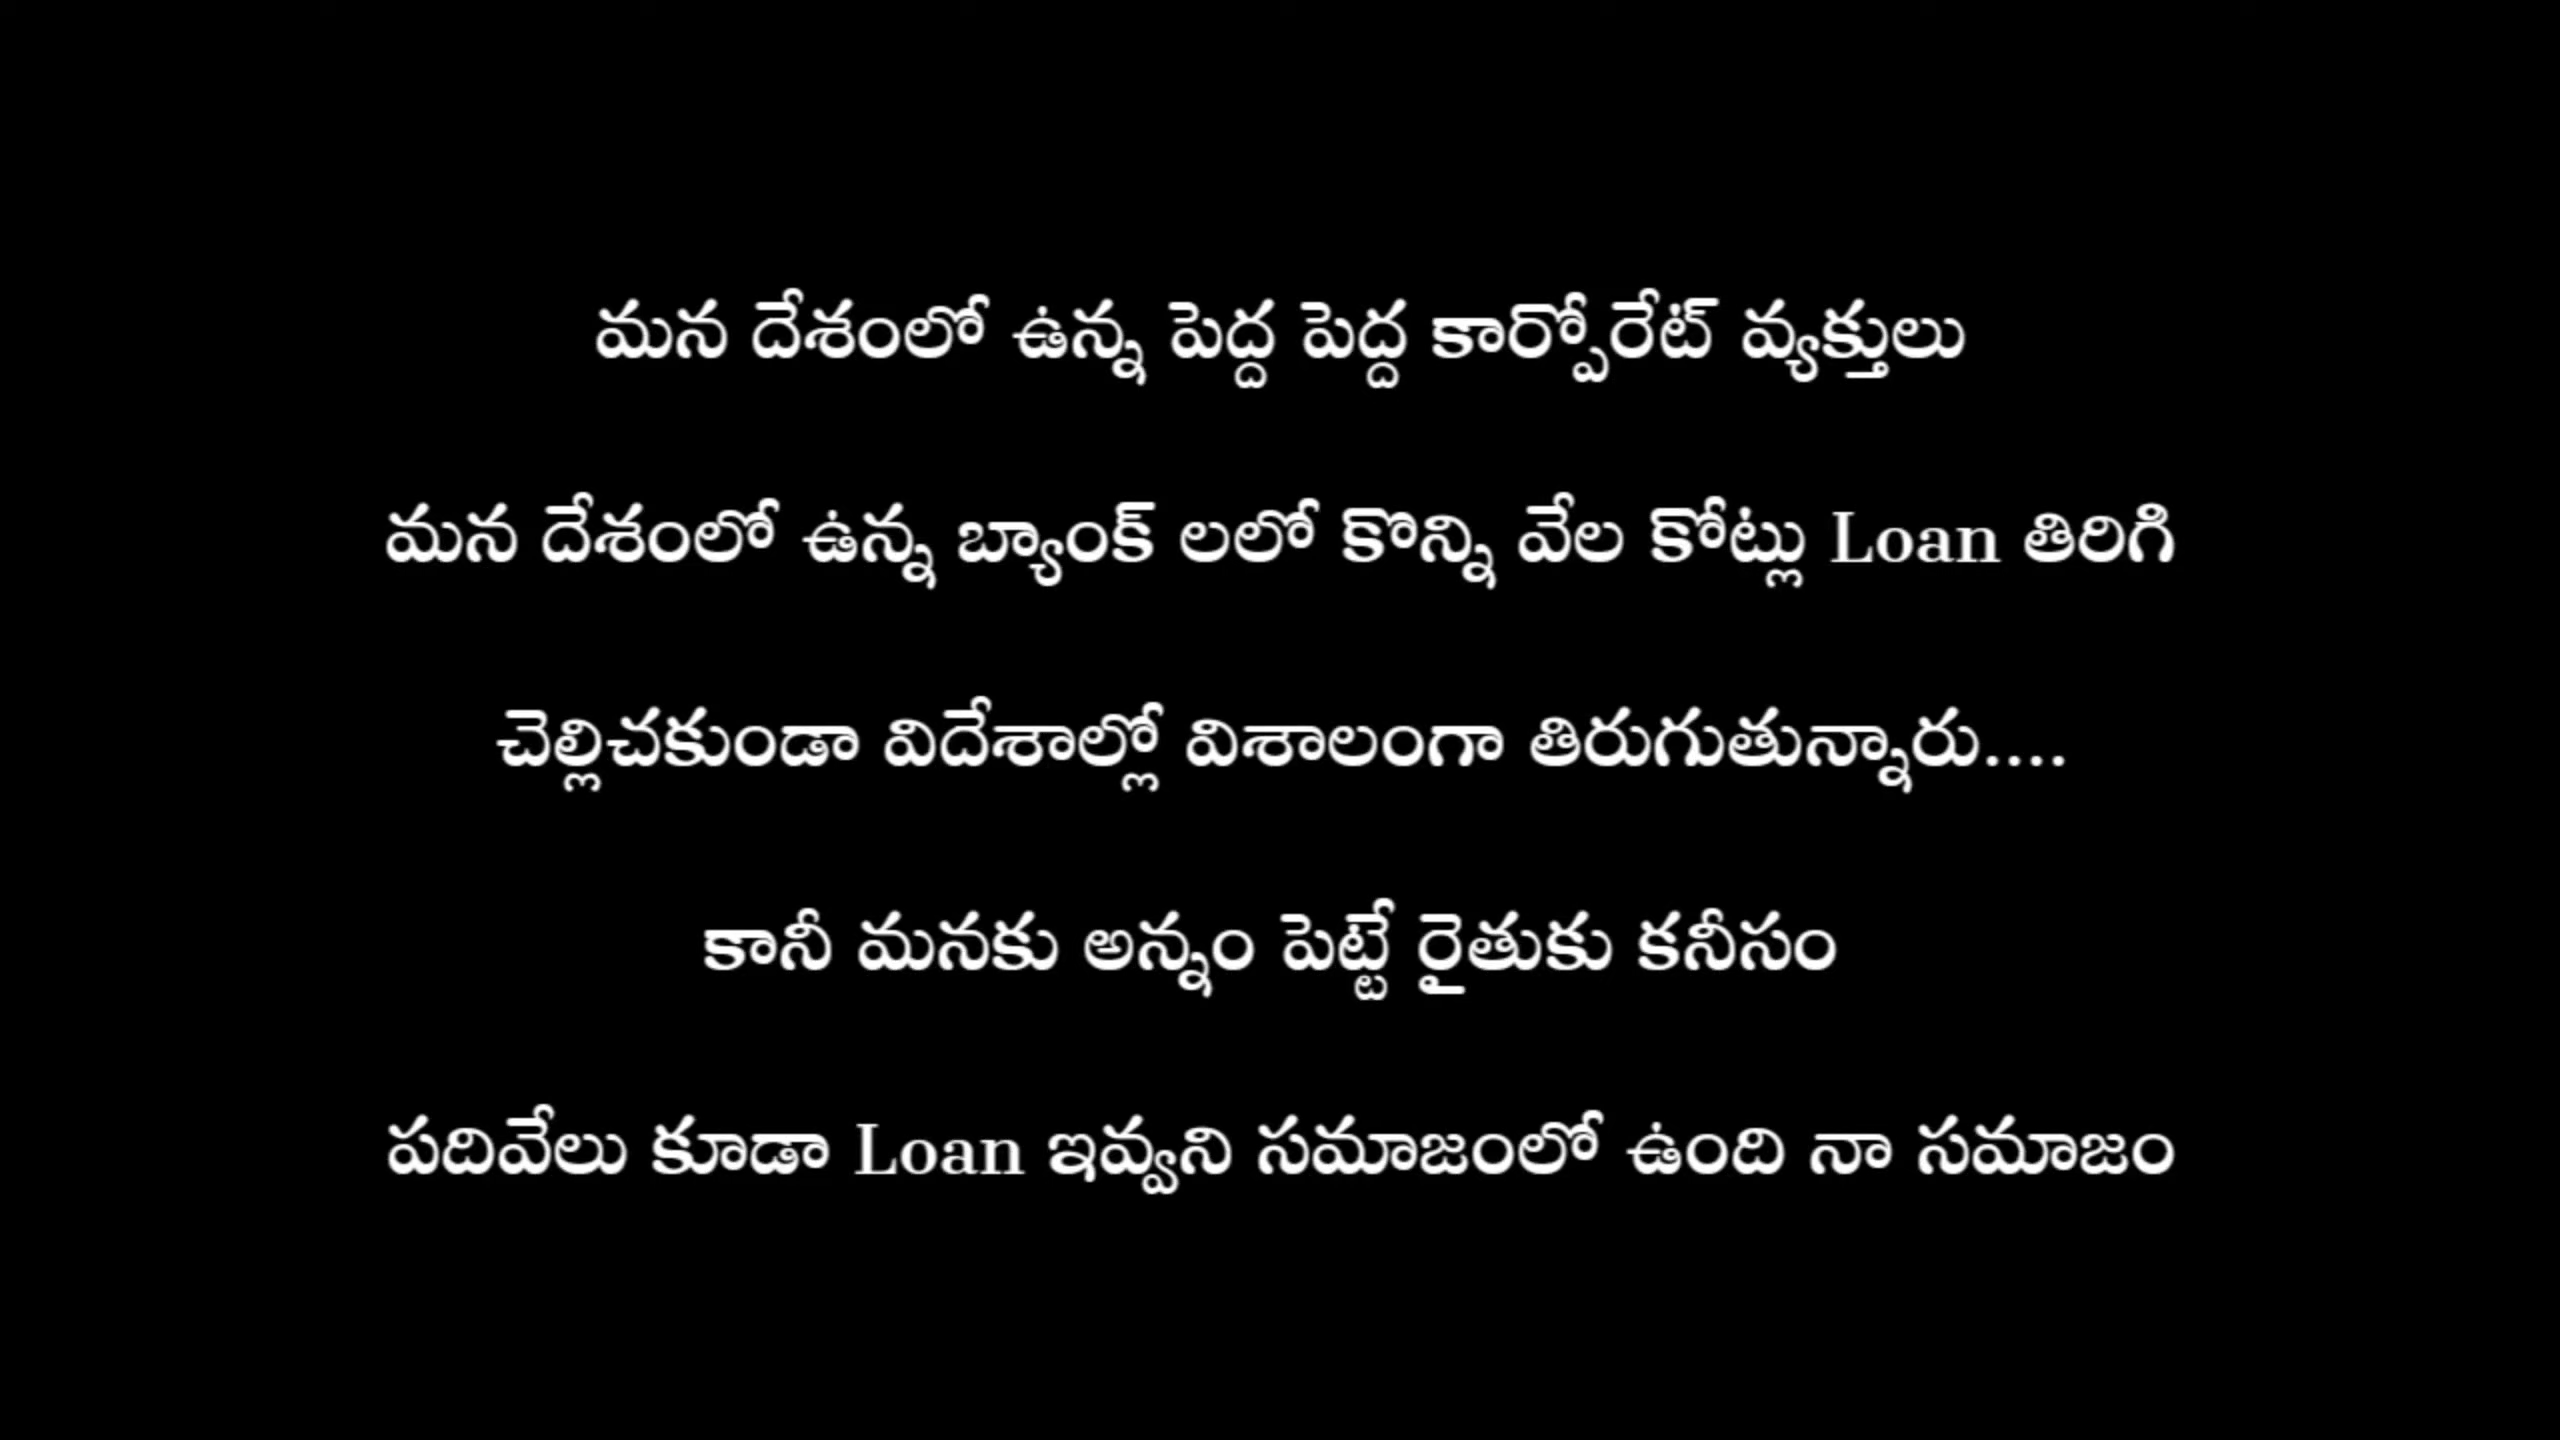 మన దేశంలో ఉన్న పెద్ద పెద్ద కార్పోరేట్ వ్యక్తులు
మన దేశంలో ఉన్న బ్యాంక్ లలో కొన్ని వేల కోట్లు Loan తిరిగి
చెల్లిచకుండా విదేశాల్లో విశాలంగా తిరుగుతున్నారు....
కానీ మనకు అన్నం పెట్టే రైతుకు కనీసం
పదివేలు కూడా Loan ఇవ్వని సమాజంలో ఉంది నా సమాజం